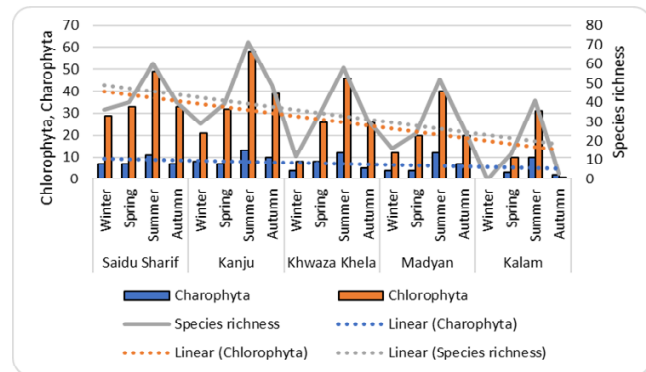 70 80
60 70
50 60
40 50
30 40
20 30
10 20
0 10
0
Chlorophyta, Charophyta
Species richness
Winter Spring Summer Autumn Winter Spring Summer Autumn Winter Spring Summer Autumn Winter Spring Summer Autumn Winter Spring Summer Autumn
Saidu Sharif Kanju Khwaza Khela Madyan Kalam
Charophyta Chlorophyta
Species richness Linear (Charophyta)
Linear (Chlorophyta) Linear (Species richness)